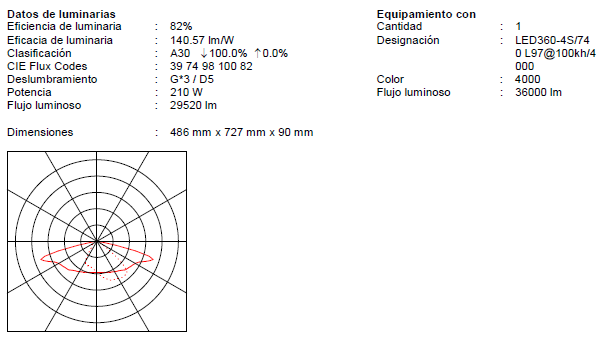 Datos de luminarias
Eficiencia de luminaria : 82%
Eficacia de luminaria : 140.57 lm/W
Clasificación : A30 ↓100.0% ↑0.0%
CIE Flux Codes : 39 74 98 100 82
Deslumbramiento : G*3 / D5
Potencia : 210 W
Flujo luminoso : 29520 lm
Dimensiones : 486 mm x 727 mm x 90 mm
Equipamiento con
Cantidad : 1
Designación : LED360-4S/74
0 L97@100kh/4
000
Color : 4000
Flujo luminoso : 36000 lm